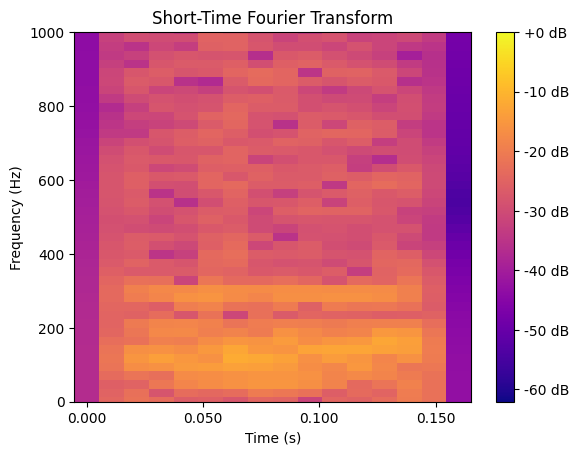 Short-Time Fourier Transform
Frequency (Hz)
1000
800
600
400
200
0
0.000
0.050
0.100
0.150
Time (s)
+0 dB
-10 dB
-20 dB
-30 dB
-40 dB
-50 dB
-60 dB